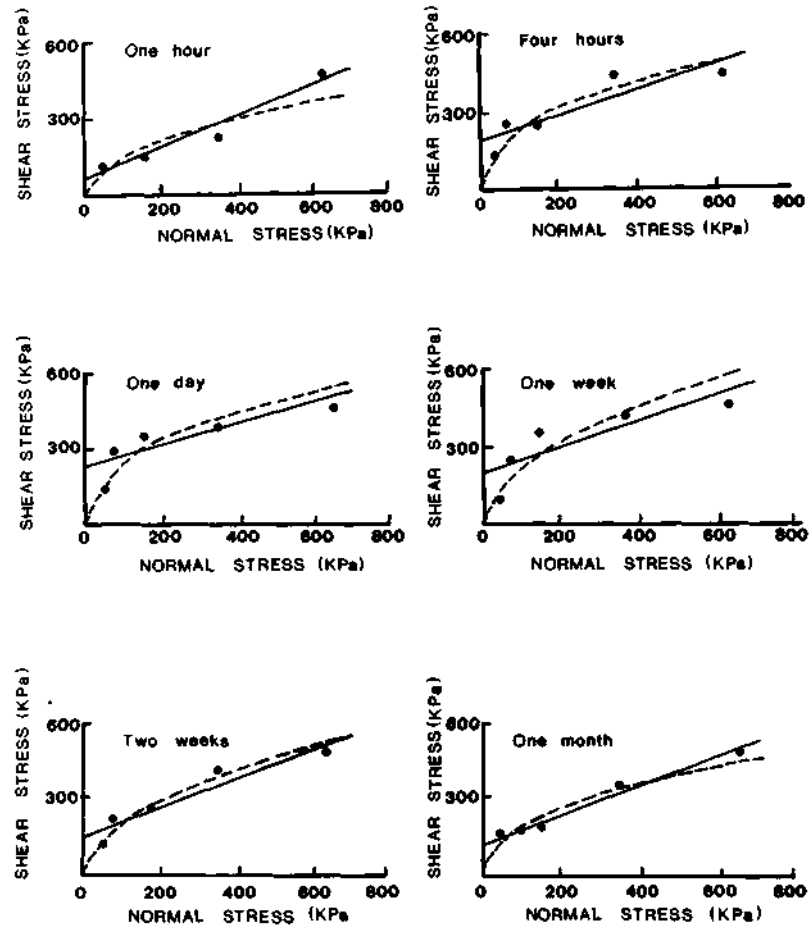 SHEAR STRESS(KPa)
600
300
One hour
0 200 400 600 800
NORMAL STRESS(KPa)
SHEAR STRESS(KPa)
600
300
0
Four hours
0 200 400 600 800
NORMAL STRESS (KPa)
SHEAR STRESS(KPa)
600
300
One day
0 200 400 600 800
NORMAL STRESS (KPa)
SHEAR STRESS(KPa)
600
300
One week
0 200 400 600 800
NORMAL STRESS (KPa)
SHEAR STRESS (KPa)
600
300
Two weeks
0 200 400 600 800
NORMAL STRESS (KPa
SHEAR STRESS(KPa)
600
300
One month
0 200 400 600 800
NORMAL STRESS (KPa)